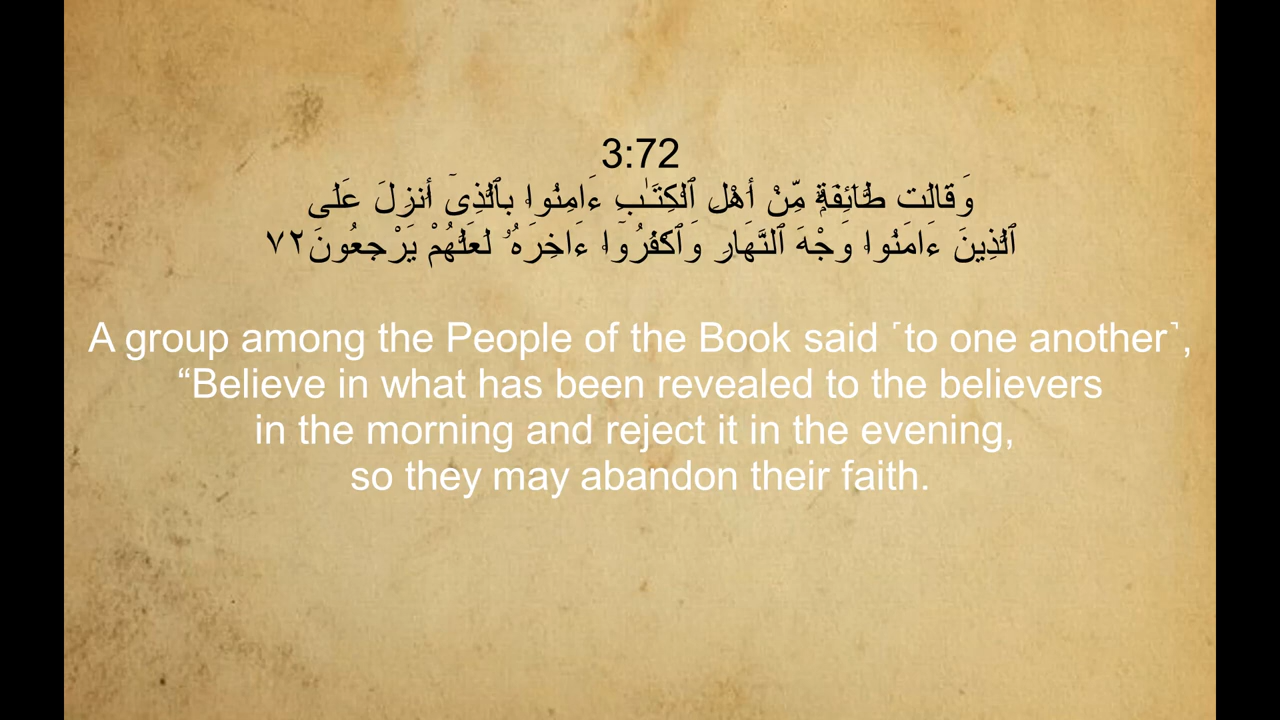 3:72
وَقَالَت طَّآئِفَةٌ مِّنْ أَهْلِ ٱلْكِتَـٰبِ ءَامِنُوا۟ بِٱلَّذِىٓ أُنزِلَ عَلَى
ٱلَّذِينَ ءَامَنُوا۟ وَجْهَ ٱلنَّهَارِ وَٱكْفُرُوٓا۟ ءَاخِرَهُۥ لَعَلَّهُمْ يَرْجِعُونَ ٧٢
A group among the People of the Book said ˹to one another˺,
“Believe in what has been revealed to the believers
in the morning and reject it in the evening,
so they may abandon their faith.